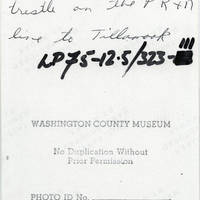 trestle on the P R & N
line to Tillamook
LP75-12.5/323-
WASHINGTON COUNTY MUSEUM
No Duplication Without
Prior Permission
PHOTO ID No.